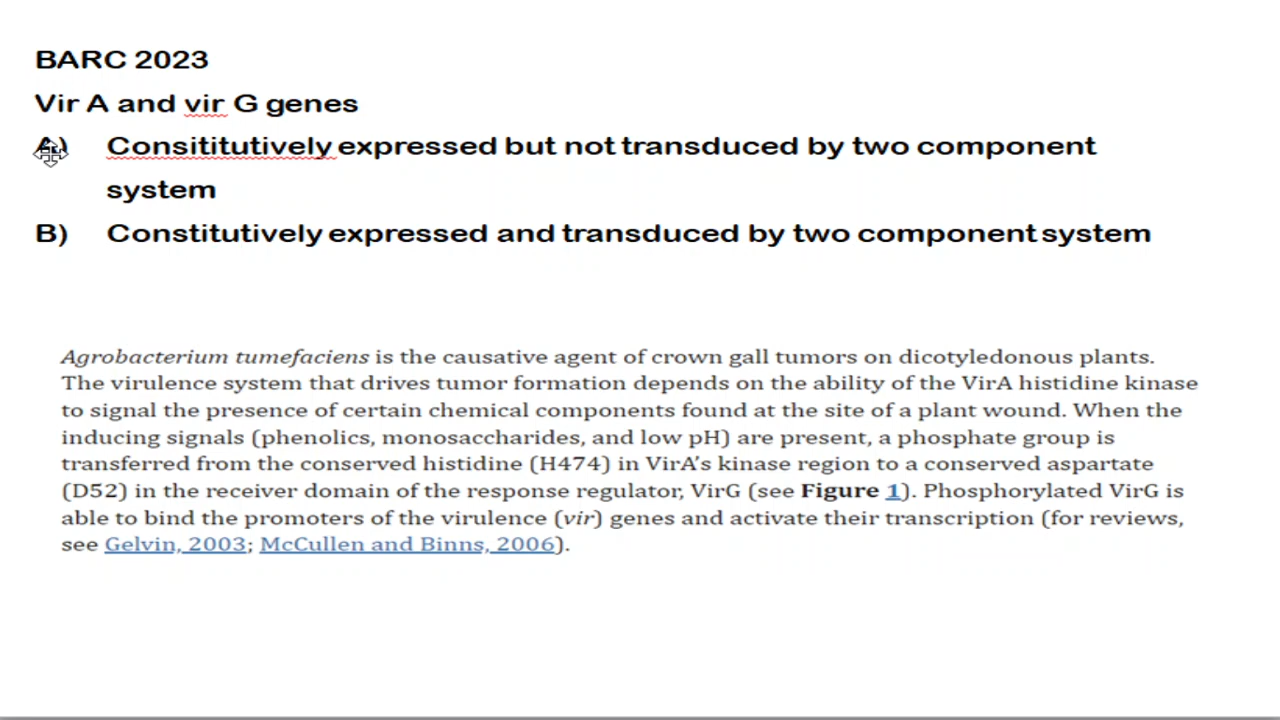 BARC 2023
Vir A and vir G genes
A) Consititutively expressed but not transduced by two component
system
B) Constitutively expressed and transduced by two component system
Agrobacterium tumefaciens is the causative agent of crown gall tumors on dicotyledonous plants.
The virulence system that drives tumor formation depends on the ability of the VirA histidine kinase
to signal the presence of certain chemical components found at the site of a plant wound. When the
inducing signals (phenolics, monosaccharides, and low pH) are present, a phosphate group is
transferred from the conserved histidine (H474) in VirA’s kinase region to a conserved aspartate
(D52) in the receiver domain of the response regulator, VirG (see Figure 1). Phosphorylated VirG is
able to bind the promoters of the virulence (vir) genes and activate their transcription (for reviews,
see Gelvin, 2003; McCullen and Binns, 2006).